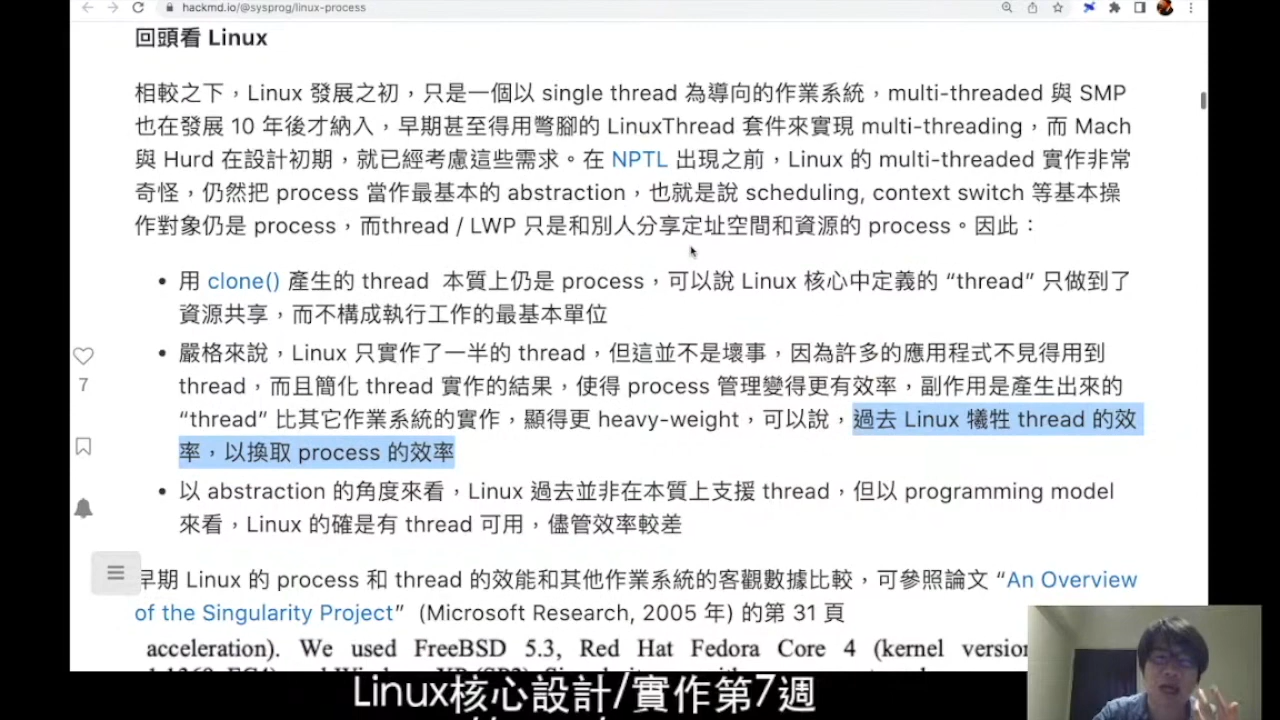 hackmd.io/@sysprog/linux-process
回頭看 Linux
相較之下，Linux 發展之初，只是一個以 single thread 為導向的作業系統，multi-threaded 與 SMP
也在發展 10 年後才納入，早期甚至得用彆腳的 LinuxThread 套件來實現 multi-threading，而 Mach
與 Hurd 在設計初期，就已經考慮這些需求。在 NPTL 出現之前，Linux 的 multi-threaded 實作非常
奇怪，仍然把 process 當作最基本的 abstraction，也就是說 scheduling, context switch 等基本操
作對象仍是 process，而thread / LWP 只是和別人分享定址空間和資源的 process。因此：
• 用 clone() 產生的 thread 本質上仍是 process，可以說 Linux 核心中定義的 “thread” 只做到了
資源共享，而不構成執行工作的最基本單位
• 嚴格來說，Linux 只實作了一半的 thread，但這並不是壞事，因為許多的應用程式不見得用到
thread，而且簡化 thread 實作的結果，使得 process 管理變得更有效率，副作用是產生出來的
“thread” 比其它作業系統的實作，顯得更 heavy-weight，可以說，過去 Linux 犧牲 thread 的效
率，以換取 process 的效率
• 以 abstraction 的角度來看，Linux 過去並非在本質上支援 thread，但以 programming model
來看，Linux 的確是有 thread 可用，儘管效率較差
7
早期 Linux 的 process 和 thread 的效能和其他作業系統的客觀數據比較，可參照論文 “An Overview
of the Singularity Project” (Microsoft Research, 2005 年) 的第 31 頁
acceleration). We used FreeBSD 5.3, Red Hat Fedora Core 4 (kernel version
Linux核心設計/實作第7週